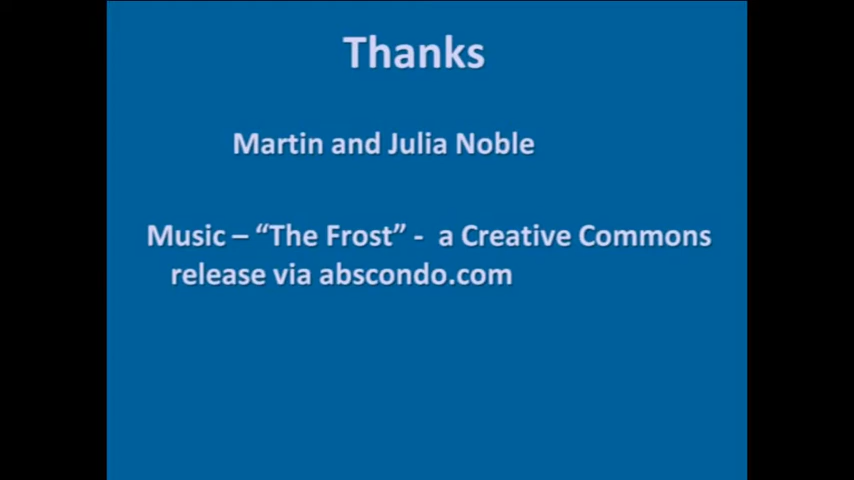 Thanks
Martin and Julia Noble
Music – “The Frost” -  a Creative Commons
release via abscondo.com